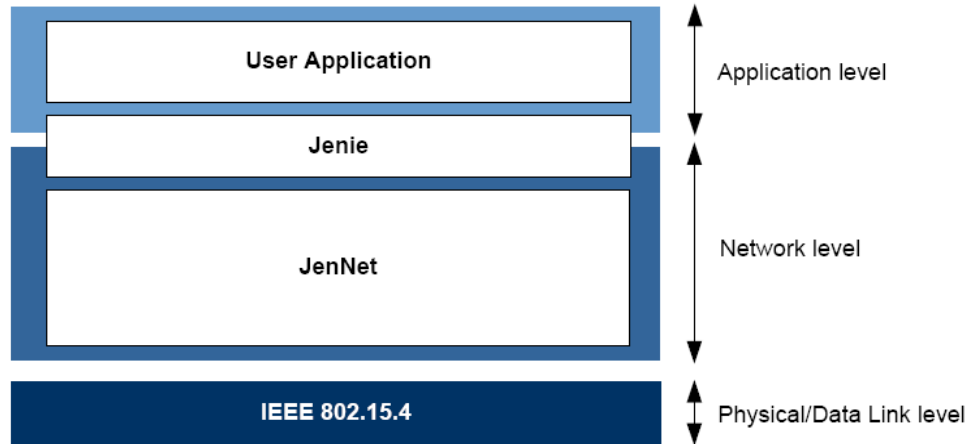 User Application
Application level
Jenie
JenNet
Network level
IEEE 802.15.4
Physical/Data Link level